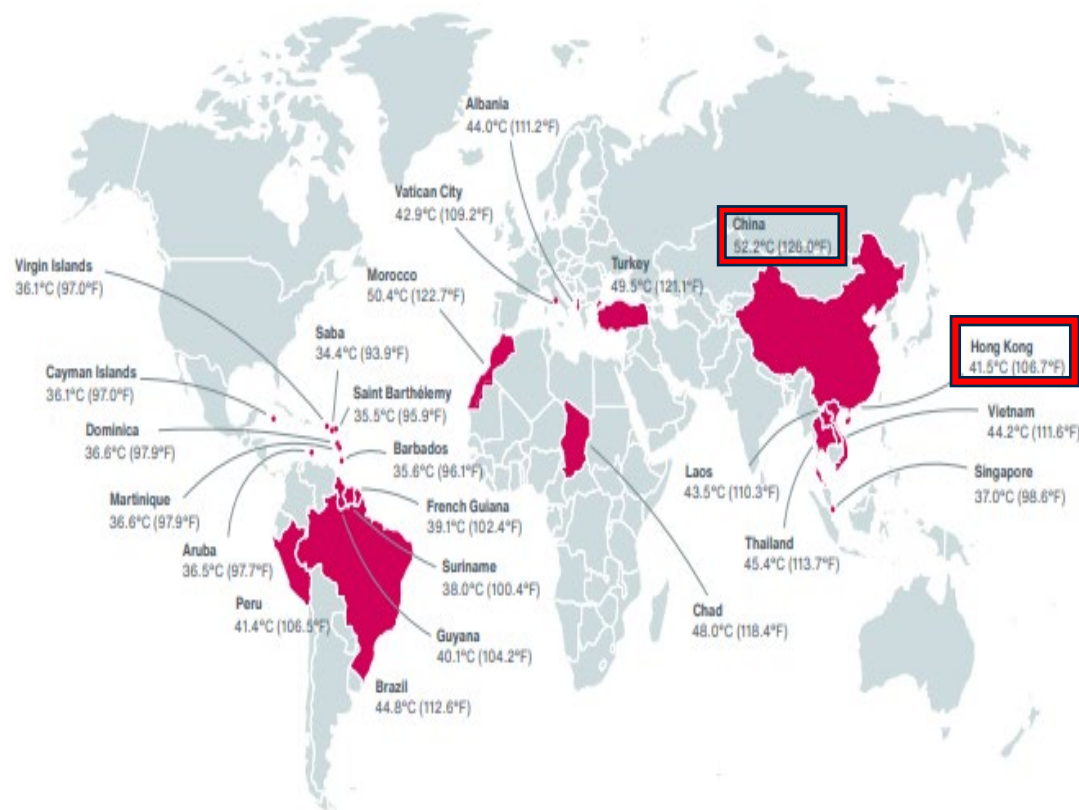 Albania
44.0°C (111.2°F)
Vatican City
42.9°C (109.2°F)
China
52.2°C (126.0°F)
Virgin Islands
36.1°C (97.0°F)
Morocco
50.4°C (122.7°F)
Turkey
49.5°C (121.1°F)
Saba
34.4°C (93.9°F)
Hong Kong
41.5°C (106.7°F)
Cayman Islands
36.1°C (97.0°F)
Saint Barthélemy
35.5°C (95.9°F)
Vietnam
44.2°C (111.6°F)
Dominica
36.6°C (97.9°F)
Barbados
35.6°C (96.1°F)
Laos
43.5°C (110.3°F)
Singapore
37.0°C (98.6°F)
Martinique
36.6°C (97.9°F)
French Guiana
39.1°C (102.4°F)
Thailand
45.4°C (113.7°F)
Aruba
36.5°C (97.7°F)
Suriname
38.0°C (100.4°F)
Peru
41.4°C (106.5°F)
Guyana
40.1°C (104.2°F)
Chad
48.0°C (118.4°F)
Brazil
44.8°C (112.6°F)